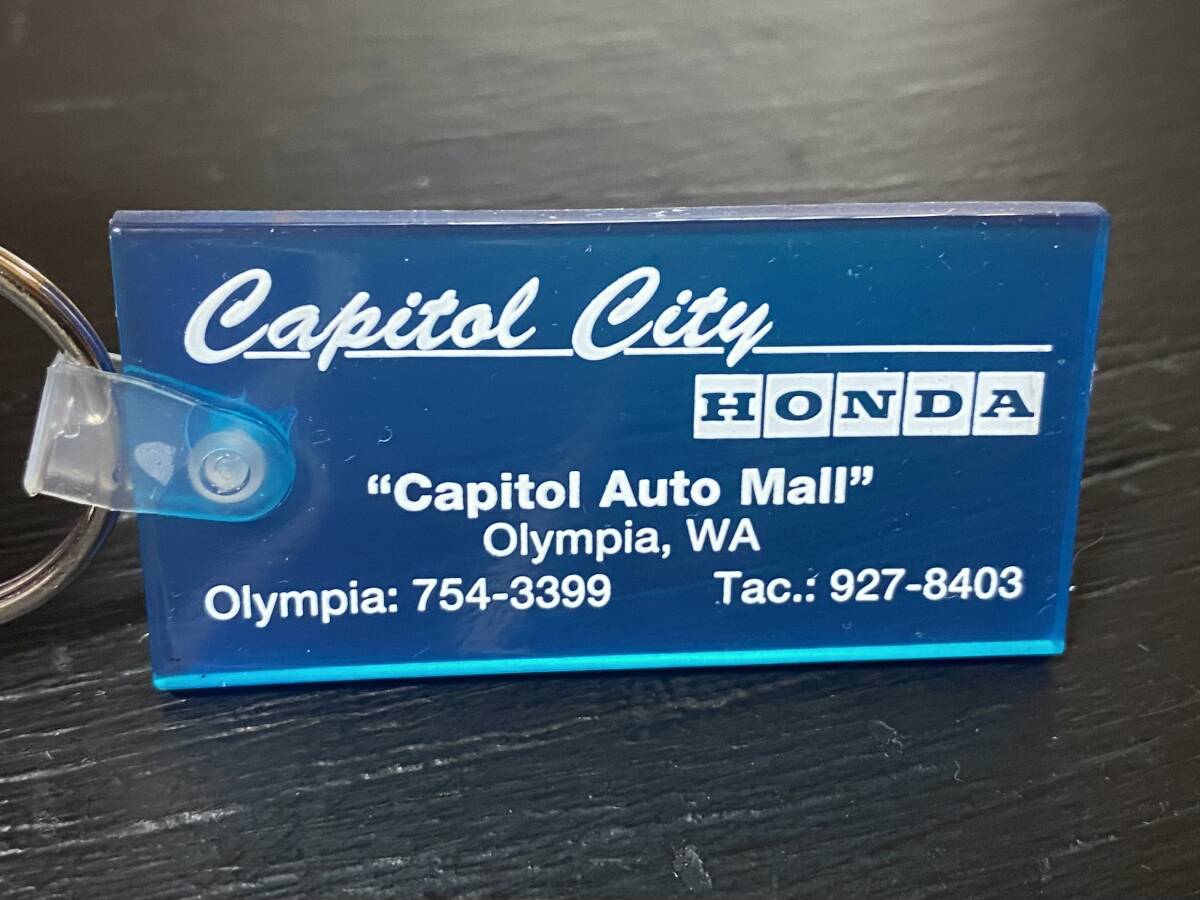 Capitol City
HONDA
“Capitol Auto Mall”
Olympia, WA
Olympia: 754-3399 Tac.: 927-8403